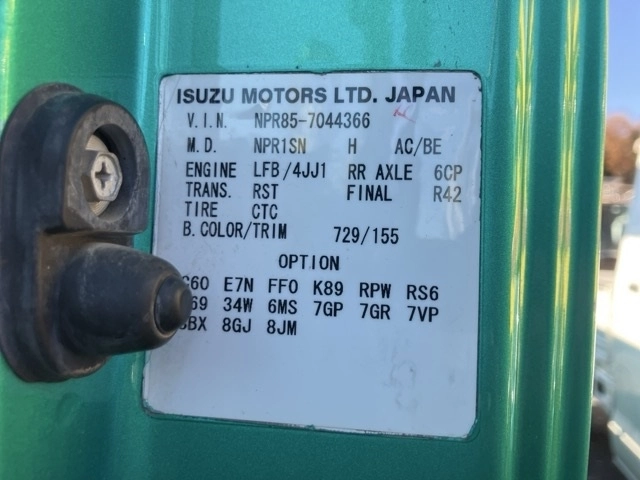 ISUZU MOTORS LTD. JAPAN
V.I.N. NPR85-7044366
M.D. NPR1SN H AC/BE
ENGINE LFB/4JJ1 RR AXLE 6CP
TRANS. RST FINAL R42
TIRE CTC
B.COLOR/TRIM 729/155
OPTION
E7N FF0 K89 RPW RS6
34W 6MS 7GP 7GR 7VP
8GJ 8JM